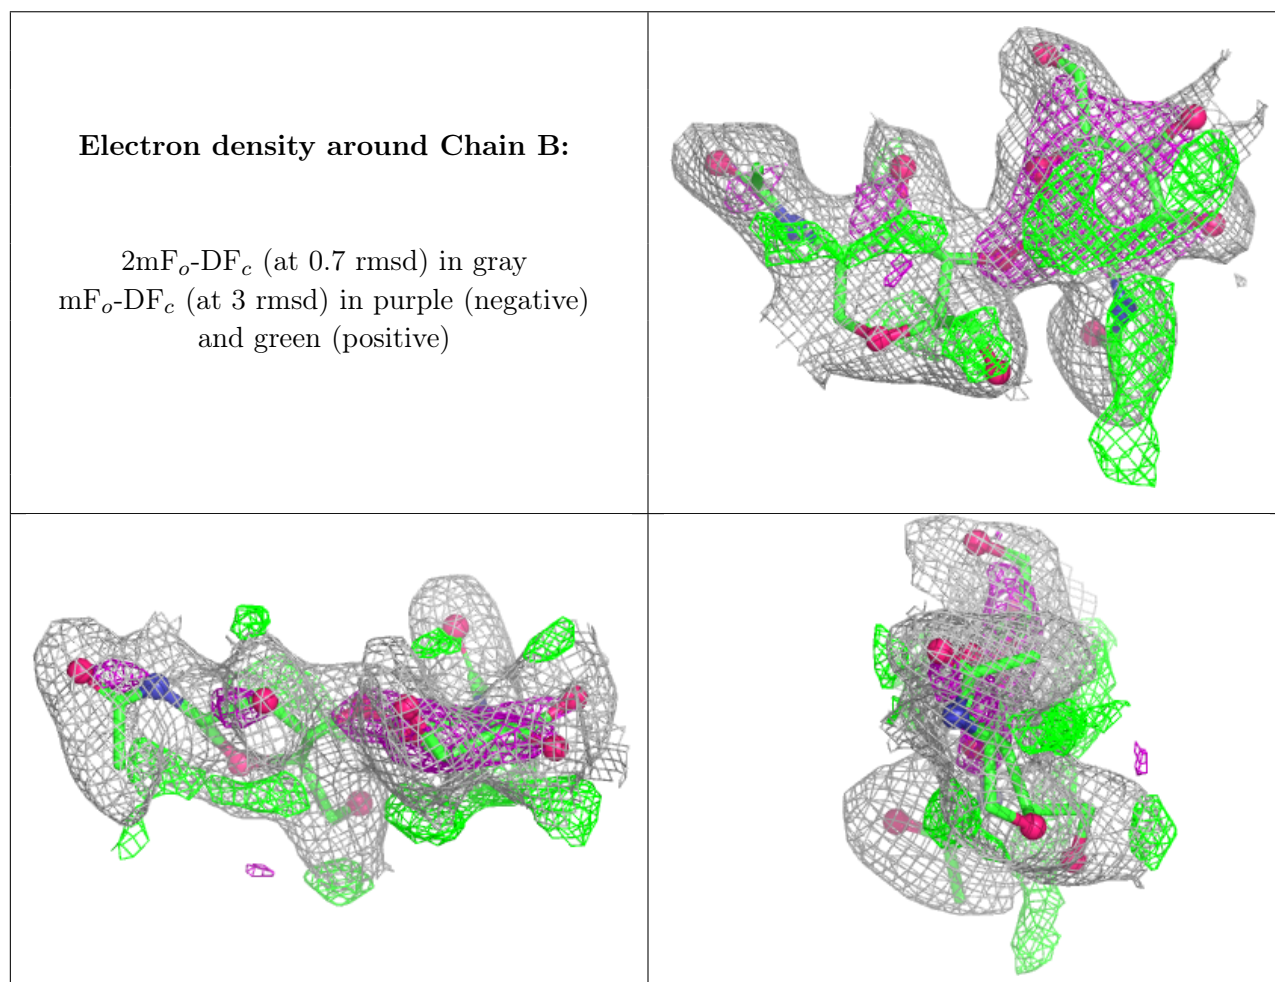 Electron density around Chain B:
2mFₒ-DF𝒸 (at 0.7 rmsd) in gray
mFₒ-DF𝒸 (at 3 rmsd) in purple (negative)
and green (positive)